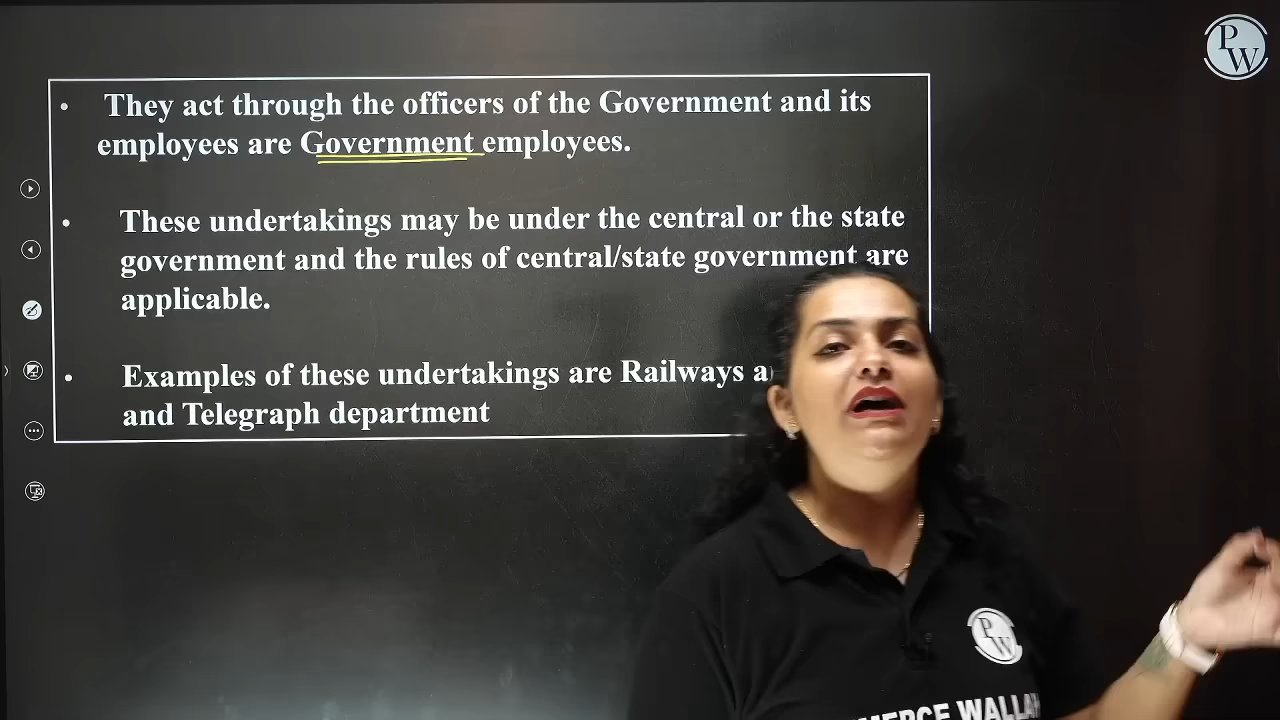 They act through the officers of the Government and its
employees are Government employees.
These undertakings may be under the central or the state
government and the rules of central/state government are
applicable.
Examples of these undertakings are Railways
and Telegraph department
PW
PW
WALLAH